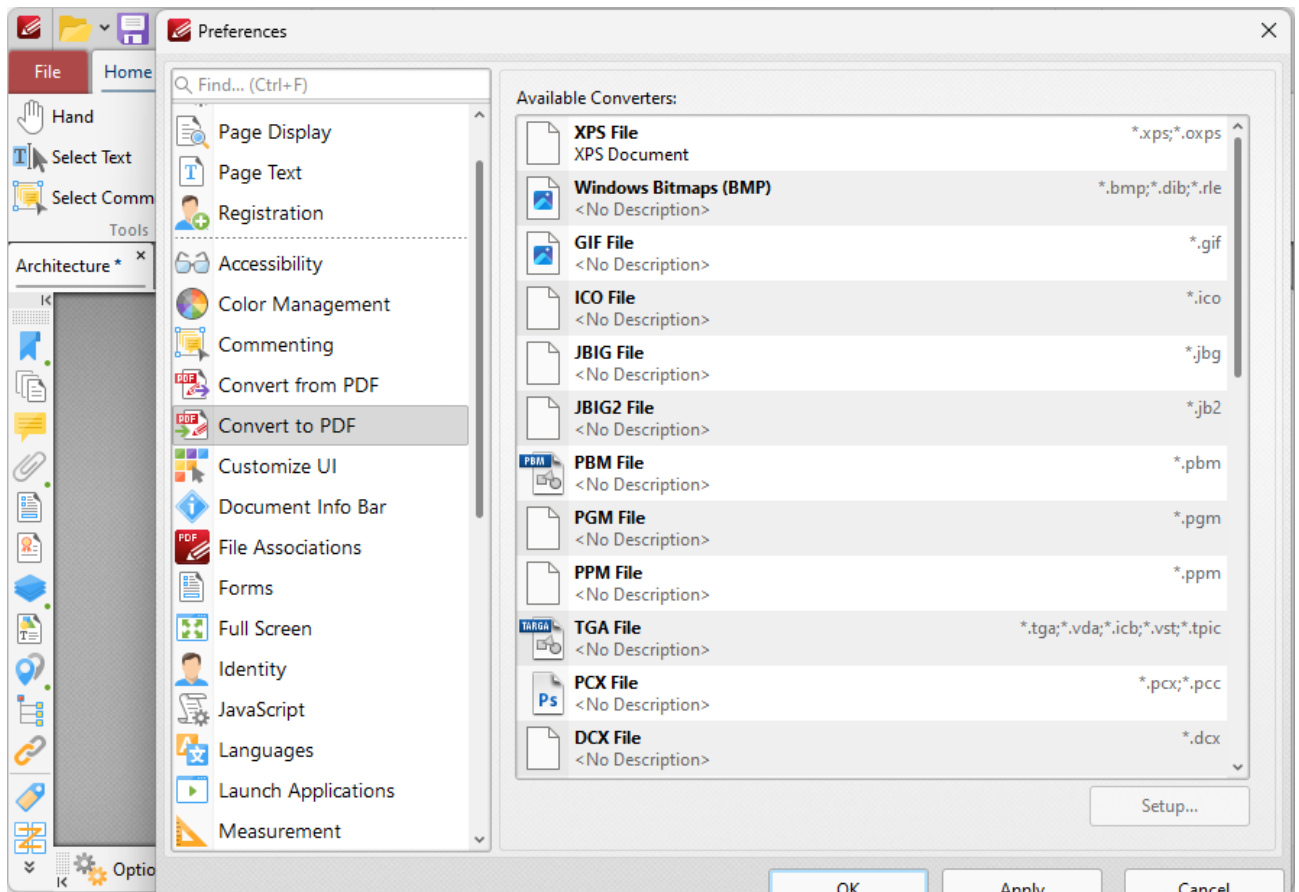 Preferences
File
Home
Hand
Select Text
Select Comm
Tools
Architecture *
Optio
Find... (Ctrl+F)
Page Display
Page Text
Registration
Accessibility
Color Management
Commenting
Convert from PDF
Convert to PDF
Customize UI
Document Info Bar
File Associations
Forms
Full Screen
Identity
JavaScript
Languages
Launch Applications
Measurement
Available Converters:
XPS File *.xps;*.oxps
XPS Document
Windows Bitmaps (BMP) *.bmp;*.dib;*.rle
<No Description>
GIF File *.gif
<No Description>
ICO File *.ico
<No Description>
JBIG File *.jbg
<No Description>
JBIG2 File *.jb2
<No Description>
PBM
PBM File *.pbm
<No Description>
PGM File *.pgm
<No Description>
PPM File *.ppm
<No Description>
TARGA
TGA File *.tga;*.vda;*.icb;*.vst;*.tpic
<No Description>
Ps
PCX File *.pcx;*.pcc
<No Description>
DCX File *.dcx
<No Description>
Setup...
OK
Apply
Cancel